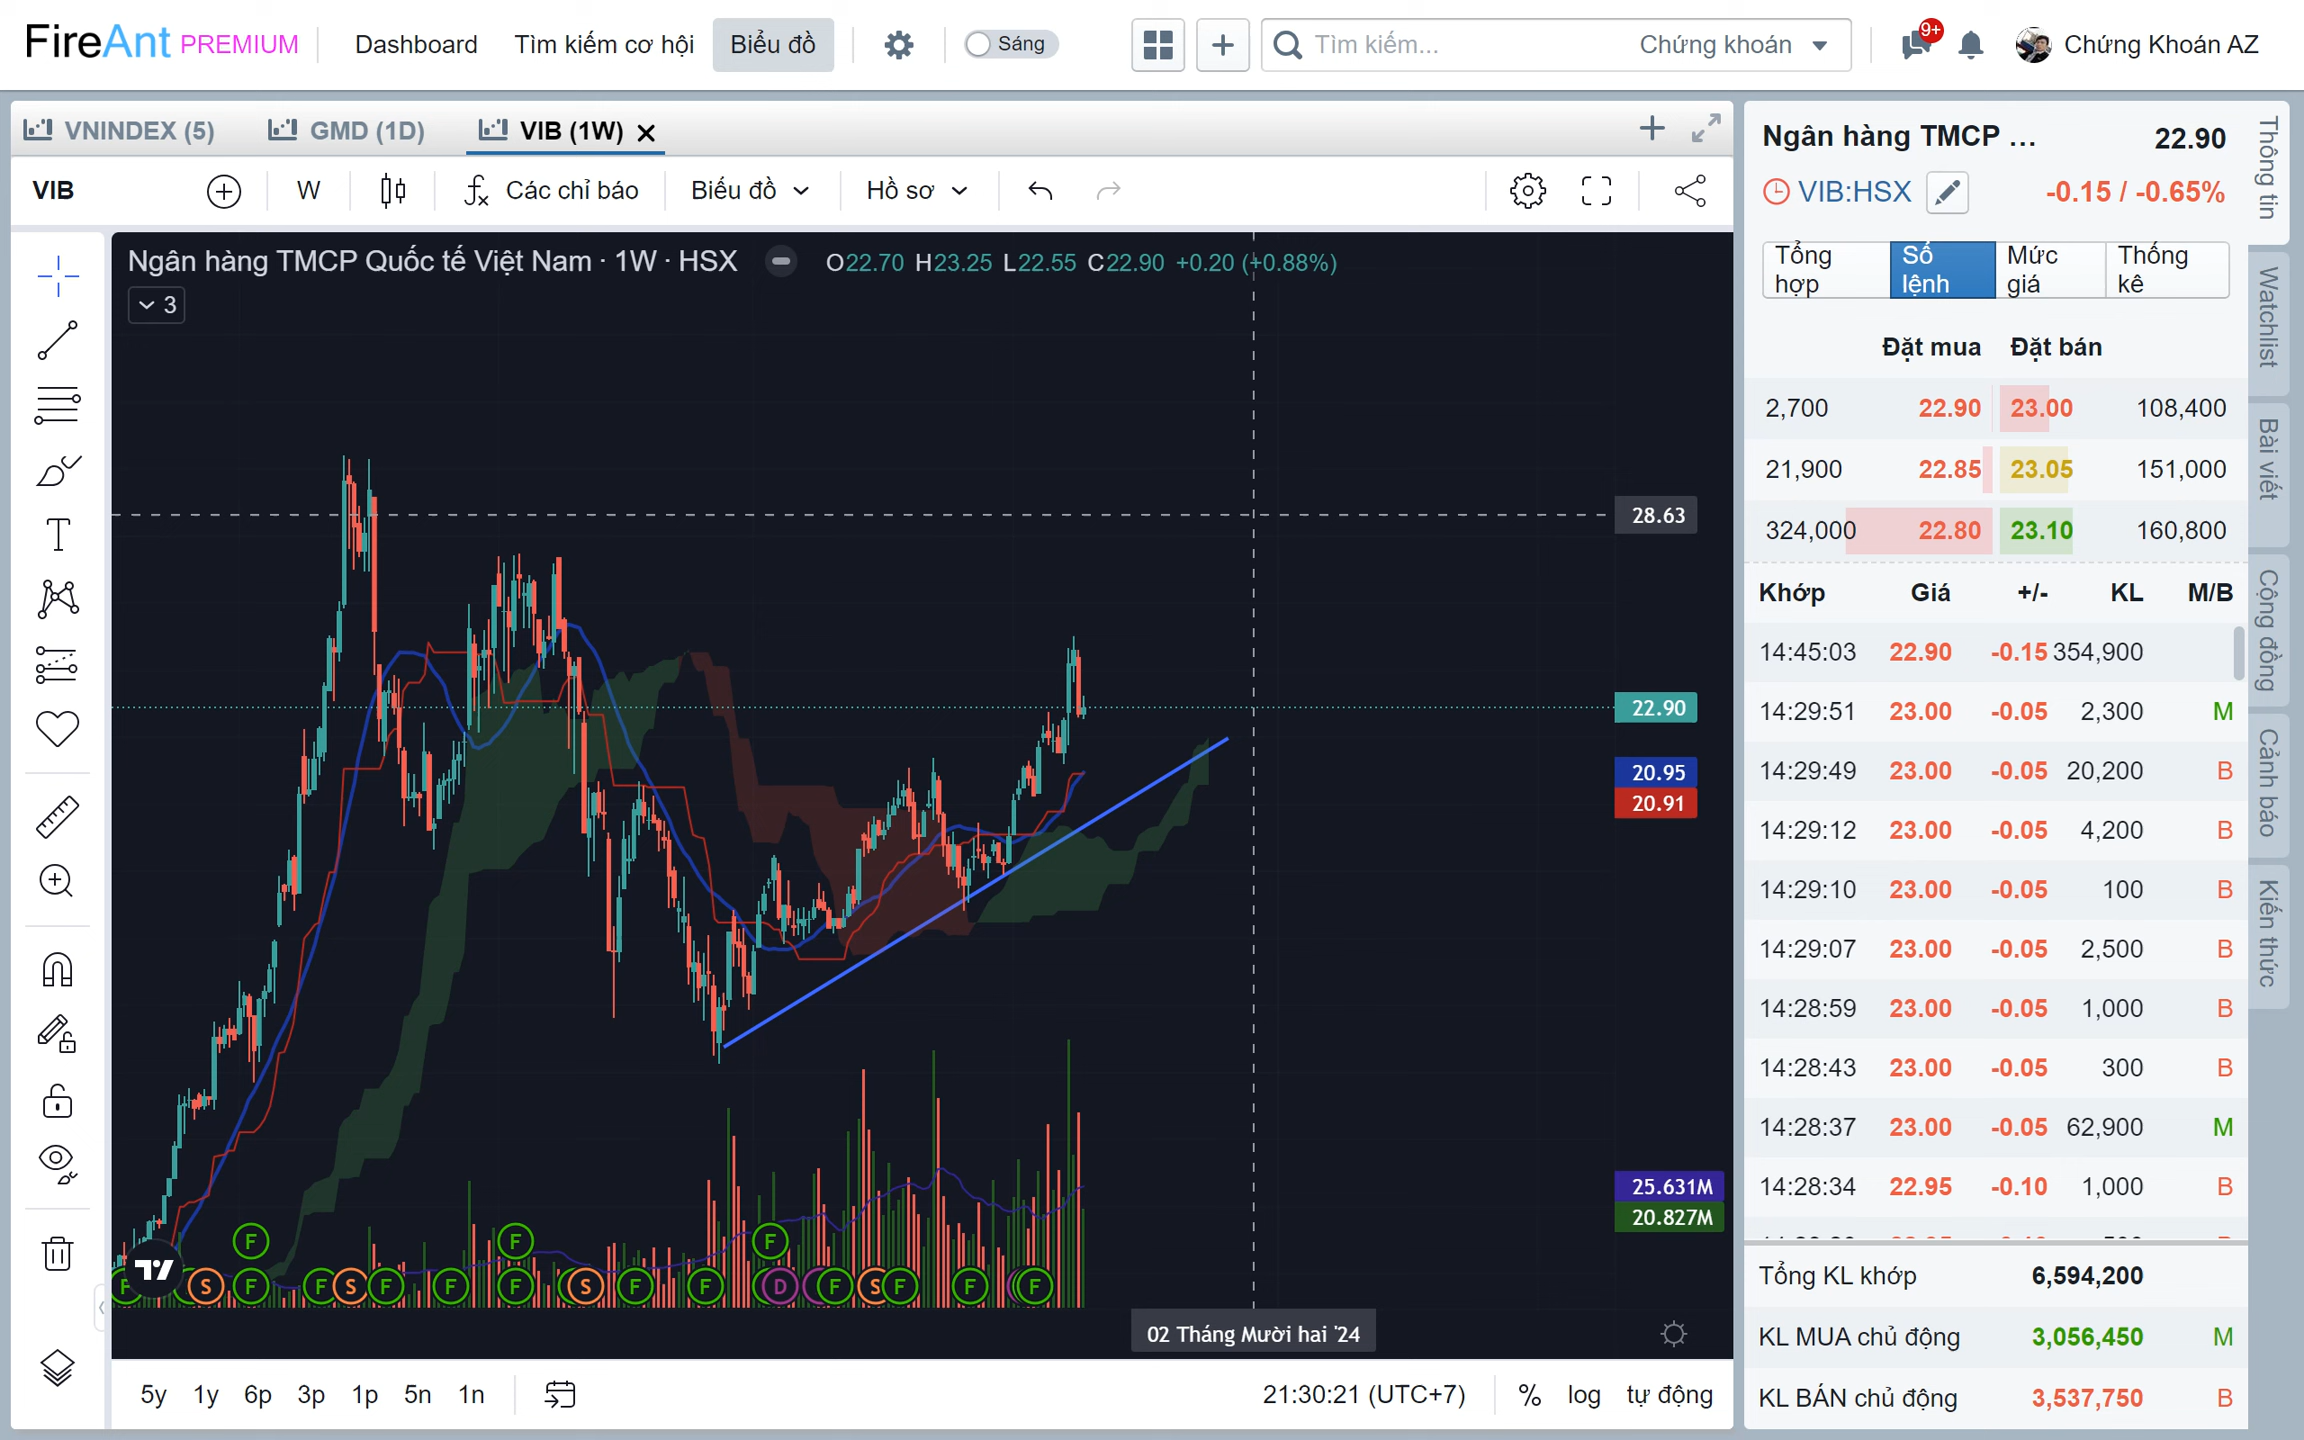 FireAnt PREMIUM Dashboard Tìm kiếm cơ hội Biểu đồ Sáng Tìm kiếm... Chứng khoán 9+ Chứng Khoán AZ
VNINDEX (5) GMD (1D) VIB (1W)
VIB W Các chỉ báo Biểu đồ Hồ sơ
Ngân hàng TMCP Quốc tế Việt Nam · 1W · HSX O22.70 H23.25 L22.55 C22.90 +0.20 (+0.88%)
3
28.63
22.90
20.95
20.91
25.631M
20.827M
F F F
F S F F S F F F S F F D F S F F F
02 Tháng Mười hai '24
5y 1y 6p 3p 1p 5n 1n 21:30:21 (UTC+7) % log tự động
Ngân hàng TMCP ... 22.90
VIB:HSX -0.15 / -0.65%
Tổng hợp Sổ lệnh Mức giá Thống kê
Đặt mua Đặt bán
2,700 22.90 23.00 108,400
21,900 22.85 23.05 151,000
324,000 22.80 23.10 160,800
Khớp Giá +/- KL M/B
14:45:03 22.90 -0.15 354,900
14:29:51 23.00 -0.05 2,300 M
14:29:49 23.00 -0.05 20,200 B
14:29:12 23.00 -0.05 4,200 B
14:29:10 23.00 -0.05 100 B
14:29:07 23.00 -0.05 2,500 B
14:28:59 23.00 -0.05 1,000 B
14:28:43 23.00 -0.05 300 B
14:28:37 23.00 -0.05 62,900 M
14:28:34 22.95 -0.10 1,000 B
Tổng KL khớp 6,594,200
KL MUA chủ động 3,056,450 M
KL BÁN chủ động 3,537,750 B
Thông tin
Watchlist
Bài viết
Cộng đồng
Cảnh báo
Kiến thức